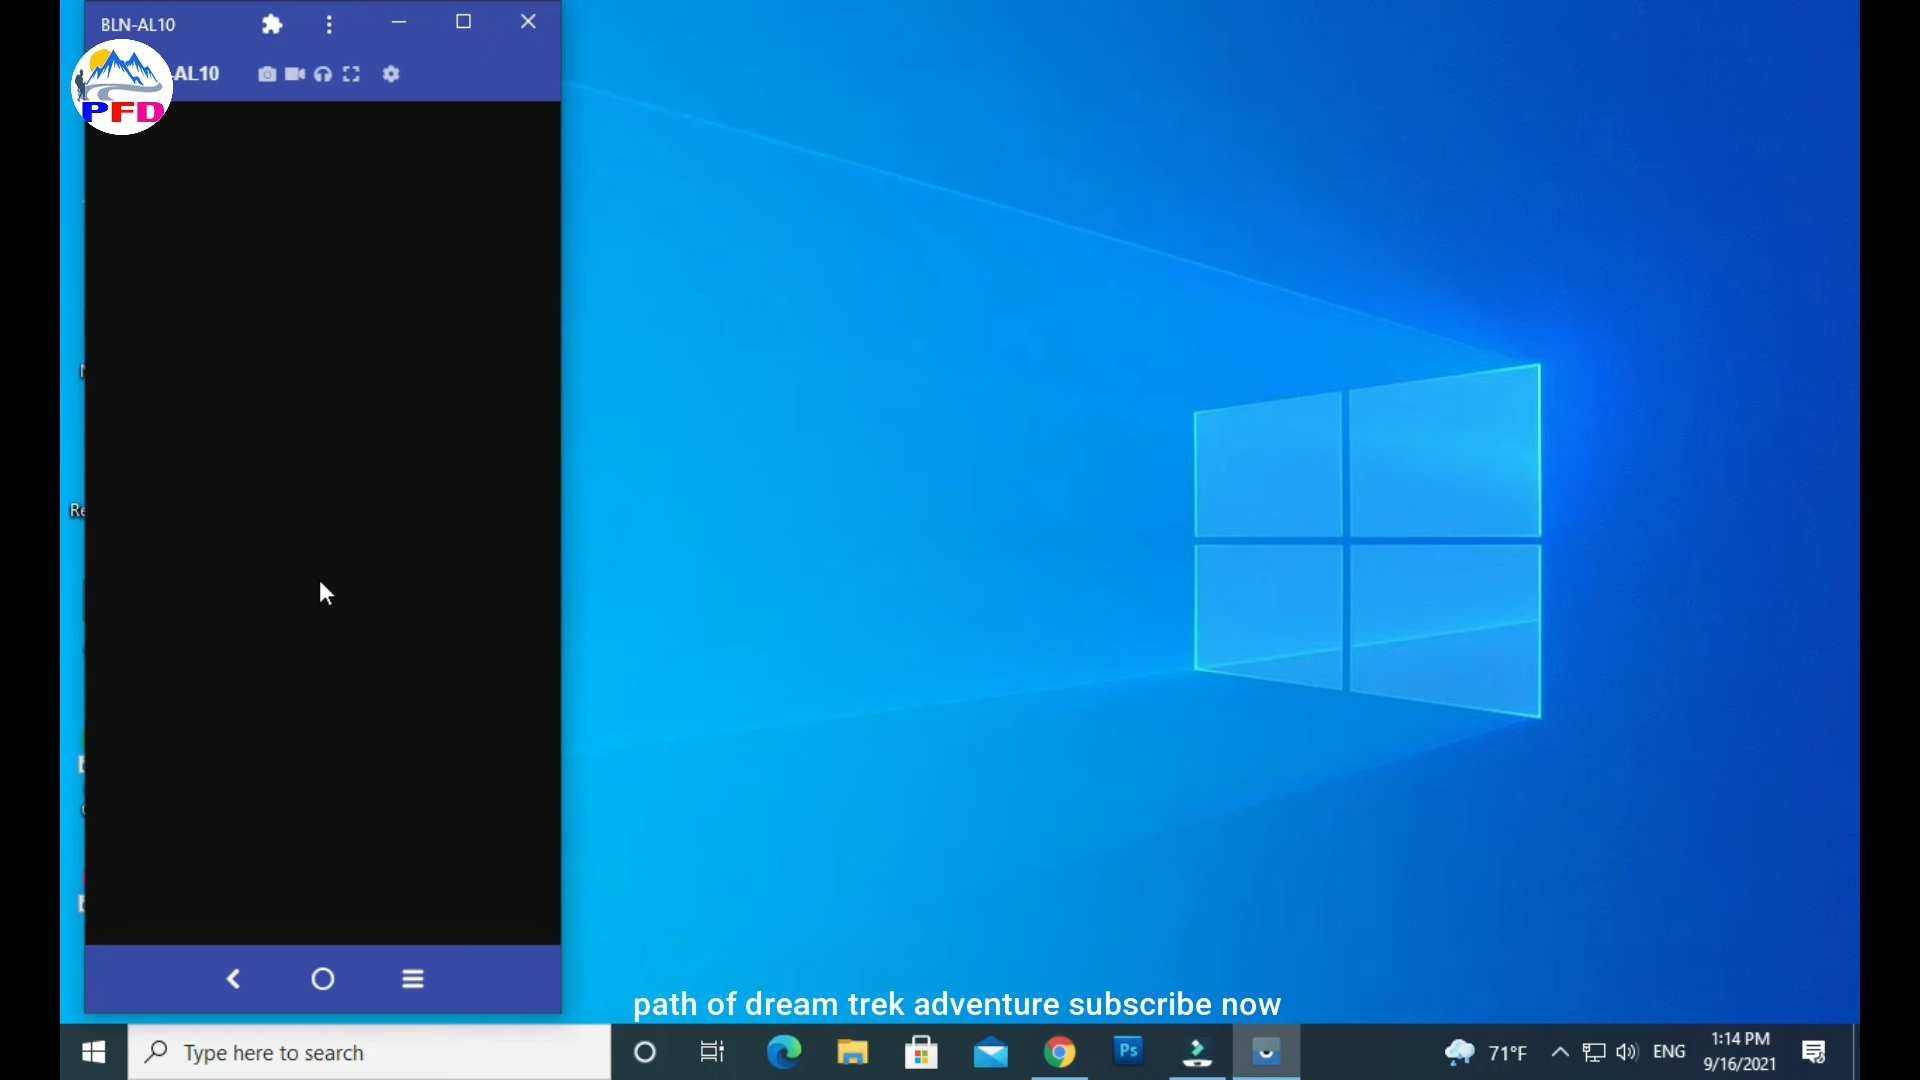 BLN-AL10
-AL10
PFD
Re
path of dream trek adventure subscribe now
Type here to search
Ps
71°F
ENG
1:14 PM
9/16/2021